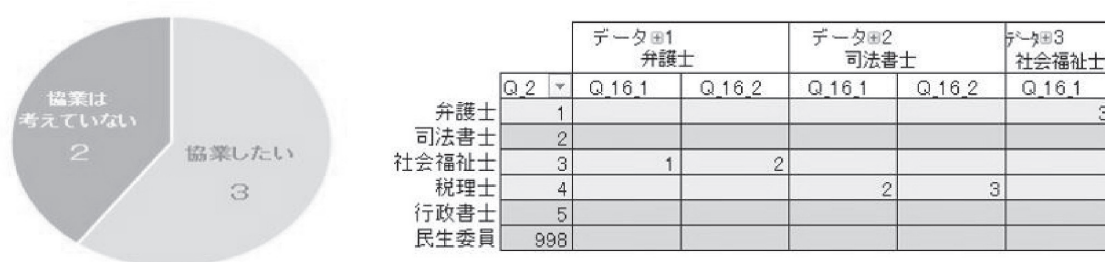 協業は
考えていない
2
協業したい
3
データ⊞1 データ⊞2 データ⊞3
弁護士 司法書士 社会福祉士
Q_2 Q_16_1 Q_16_2 Q_16_1 Q_16_2 Q_16_1
弁護士 1 3
司法書士 2
社会福祉士 3 1 2
税理士 4 2 3
行政書士 5
民生委員 998